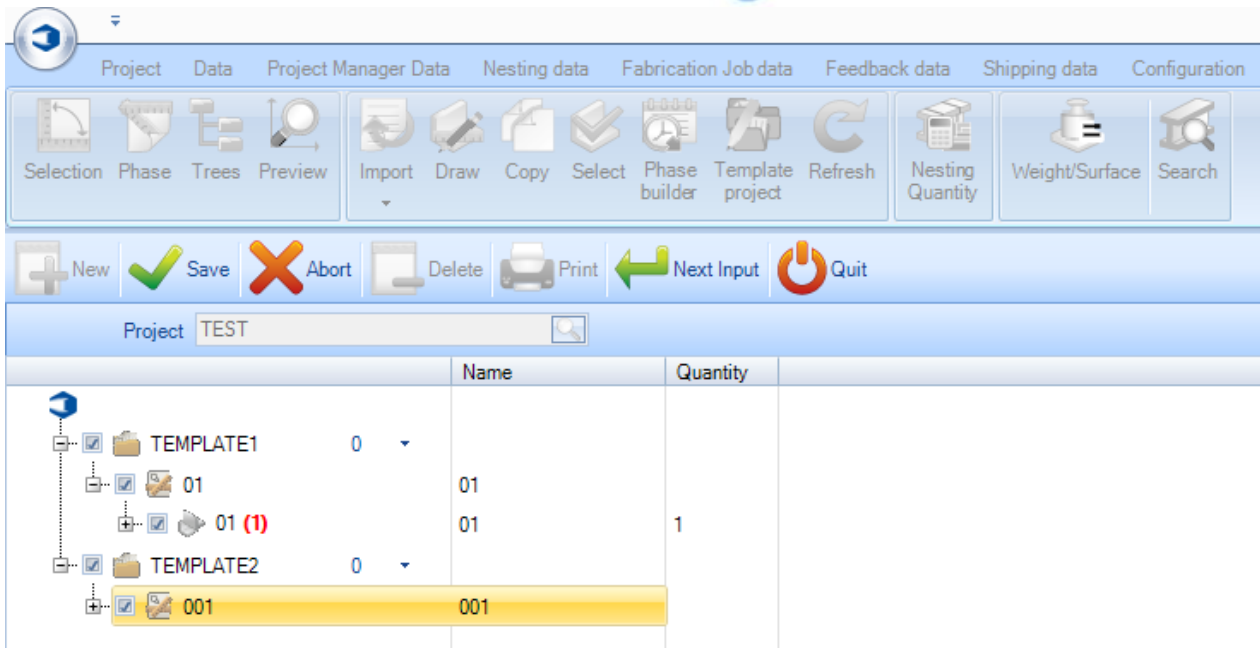 Project Data Project Manager Data Nesting data Fabrication Job data Feedback data Shipping data Configuration
Selection Phase Trees Preview Import Draw Copy Select Phase builder Template project Refresh Nesting Quantity Weight/Surface Search
New Save Abort Delete Print Next Input Quit
Project TEST
Name Quantity
TEMPLATE1 0
01 01
01 (1) 01 1
TEMPLATE2 0
001 001